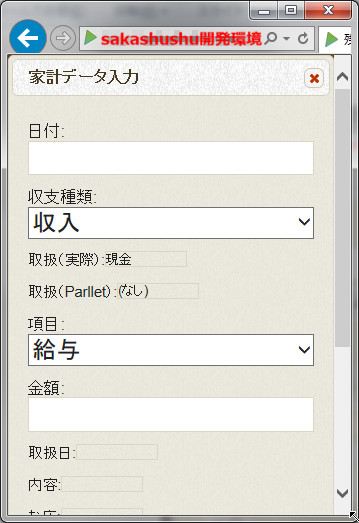 sakashushu開発環境
家計データ入力
日付:
収支種類:
収入
取扱(実際):現金
取扱(Parllet):(なし)
項目:
給与
金額:
取扱日:
内容: